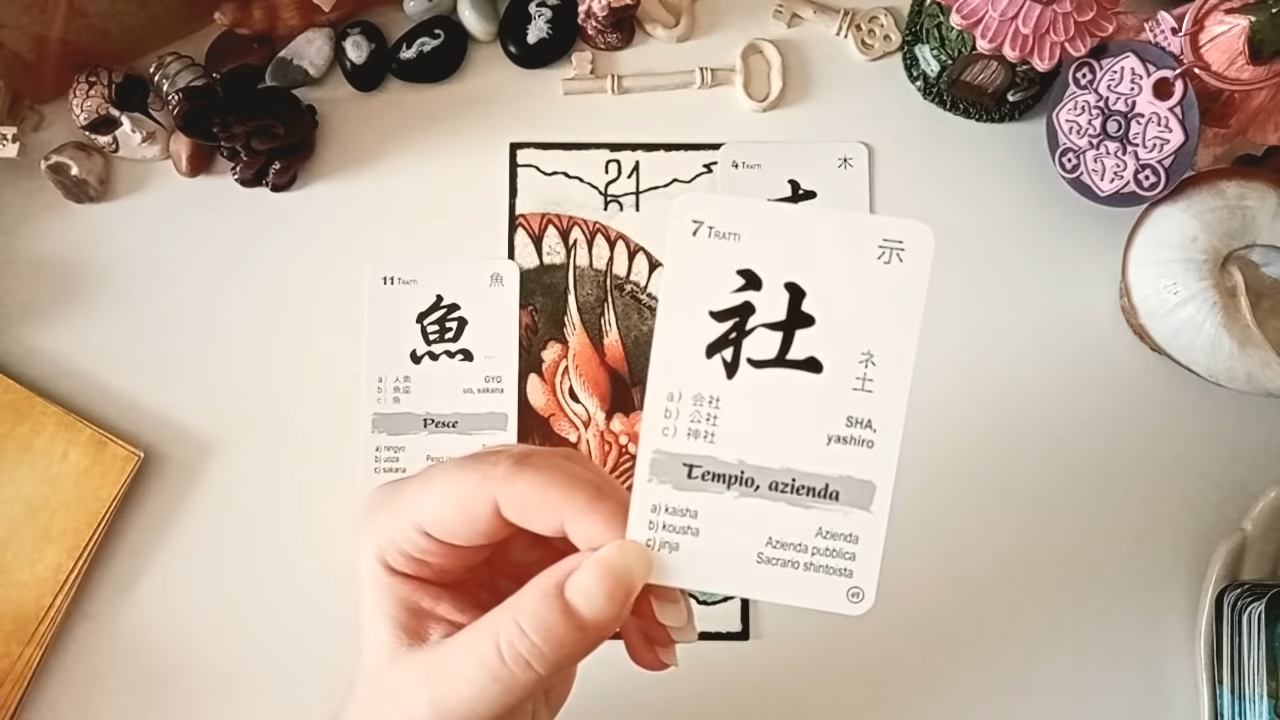 21
4 TRATTI
木
7 TRATTI
示
社
ネ
土
a) 会社
b) 公社
c) 神社
SHA,
yashiro
Tempio, azienda
a) kaisha
b) kousha
c) jinja
Azienda
Azienda pubblica
Sacrario shintoista
11 TRATTI
魚
魚
a) 人魚
b) 魚座
c) 魚
GYO,
uo, sakana
Pesce
a) ningyo
b) uoza
c) sakana